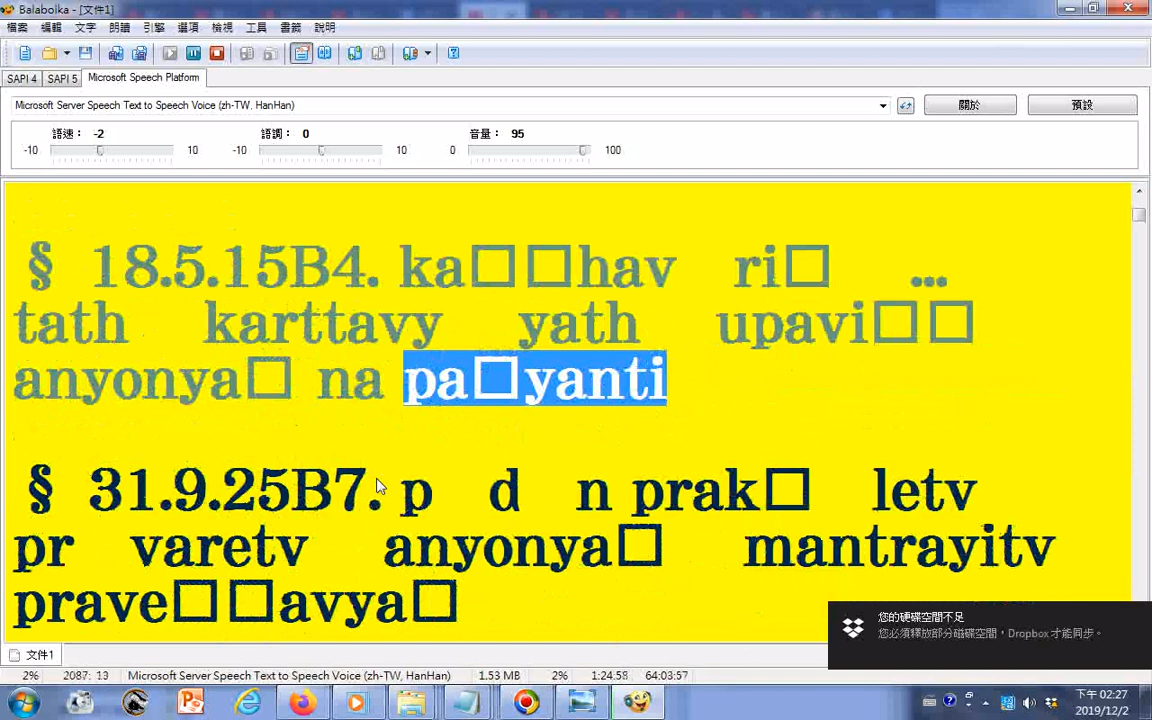 Balabolka - [文件1]
檔案 編輯 文字 朗讀 引擎 選項 檢視 工具 書籤 說明
SAPI 4 SAPI 5 Microsoft Speech Platform
Microsoft Server Speech Text to Speech Voice (zh-TW, HanHan) 關於 預設
語速： -2 語調： 0 音量： 95
-10 10 -10 10 0 100
§ 18.5.15B4. ka□□hav ri□ ...
tath karttavy yath upavi□□
anyonya□ na pa□yanti
§ 31.9.25B7. p d n prak□ letv
pr varetv anyonya□ mantrayitv
prave□□avya□
您的硬碟空間不足
您必須釋放部分磁碟空間，Dropbox 才能同步。
文件1
2% 2087: 13 Microsoft Server Speech Text to Speech Voice (zh-TW, HanHan) 1.53 MB 2% 1:24:58 64:03:57
下午 02:27
2019/12/2